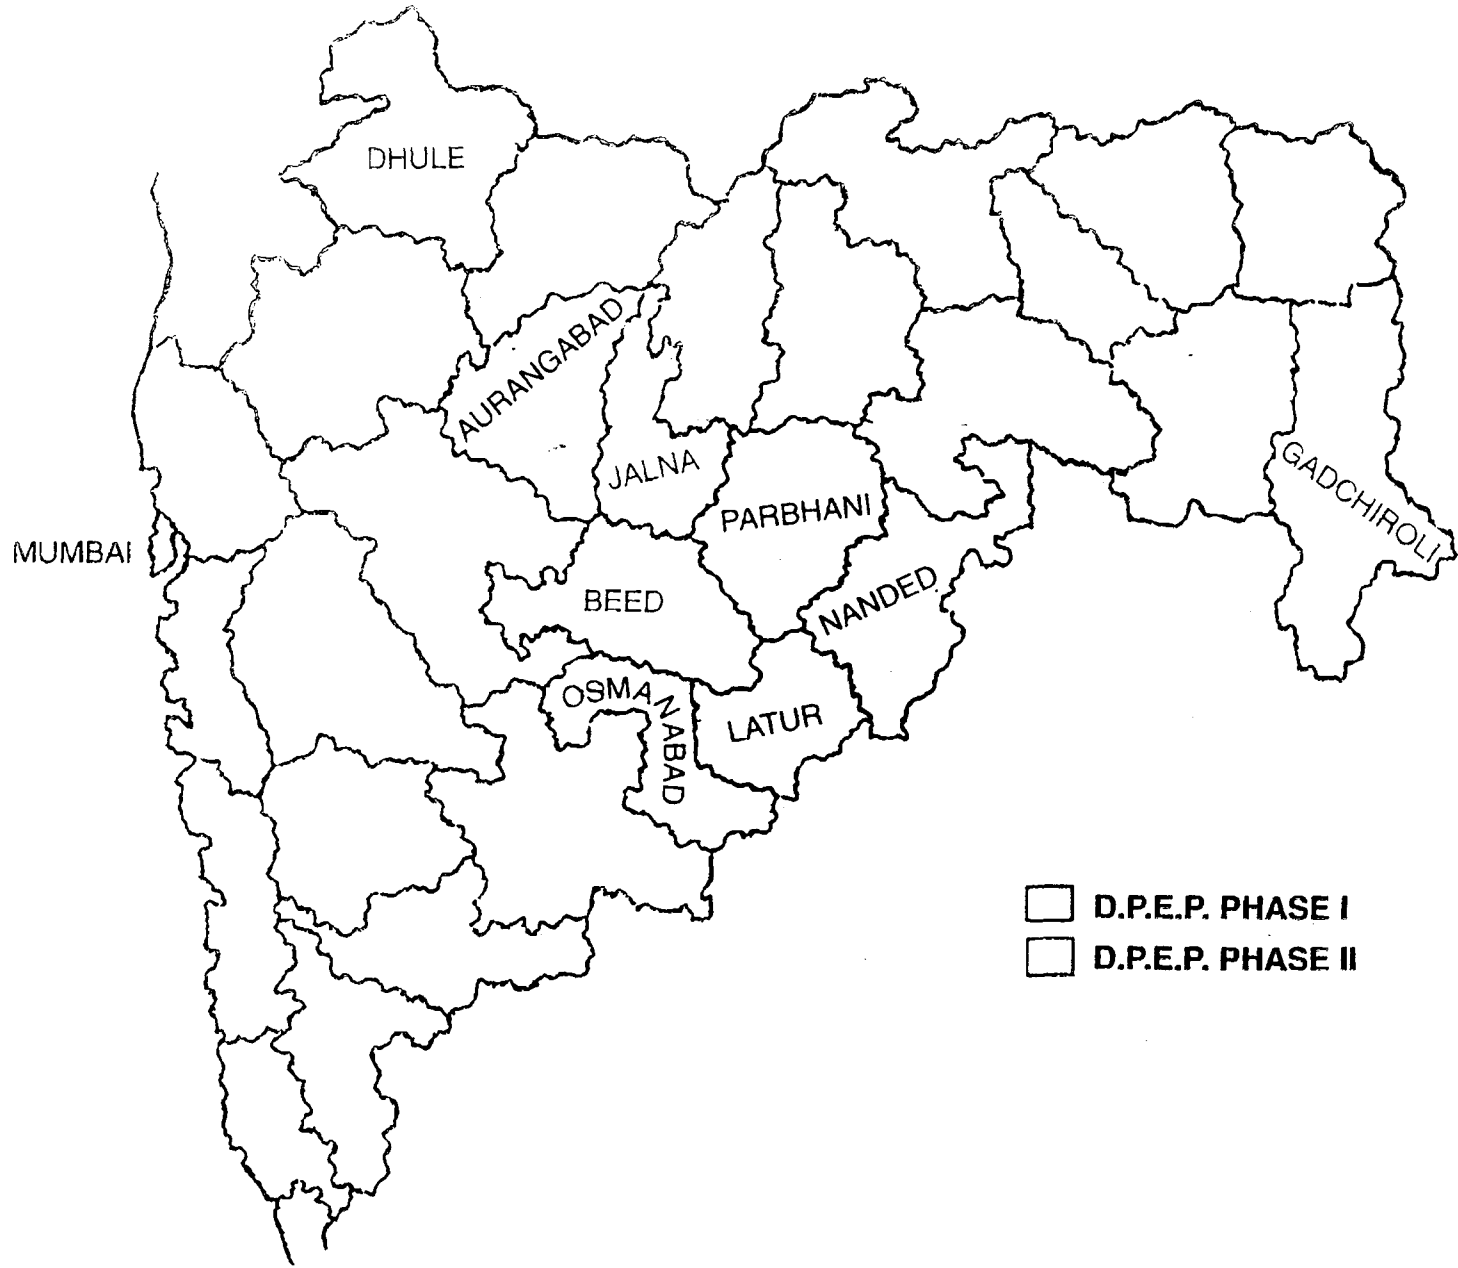 DHULE
AURANGABAD
JALNA
PARBHANI
GADCHIROLI
MUMBAI
BEED
NANDED
OSMANABAD
LATUR
D.P.E.P. PHASE I
D.P.E.P. PHASE II